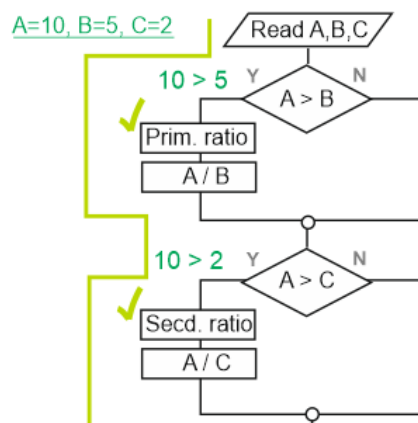 A=10, B=5, C=2
Read A,B,C
10 > 5
Y
N
A > B
Prim. ratio
A / B
10 > 2
Y
N
A > C
Secd. ratio
A / C